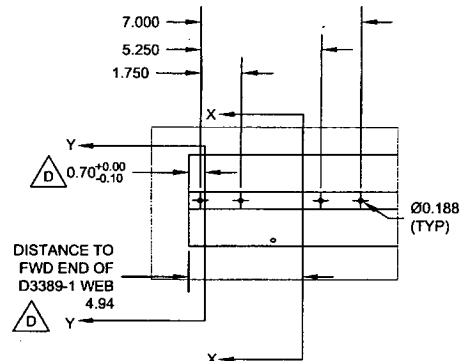 7.000
5.250
1.750
X
Y
D 0.70 +0.00
-0.10
Ø0.188
(TYP)
DISTANCE TO
FWD END OF
D3389-1 WEB
4.94
D
Y
X